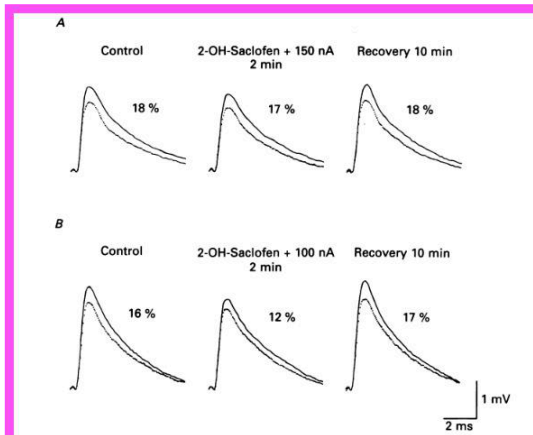 A
Control
2-OH-Saclofen + 150 nA
2 min
Recovery 10 min
18 %
17 %
18 %
B
Control
2-OH-Saclofen + 100 nA
2 min
Recovery 10 min
16 %
12 %
17 %
1 mV
2 ms